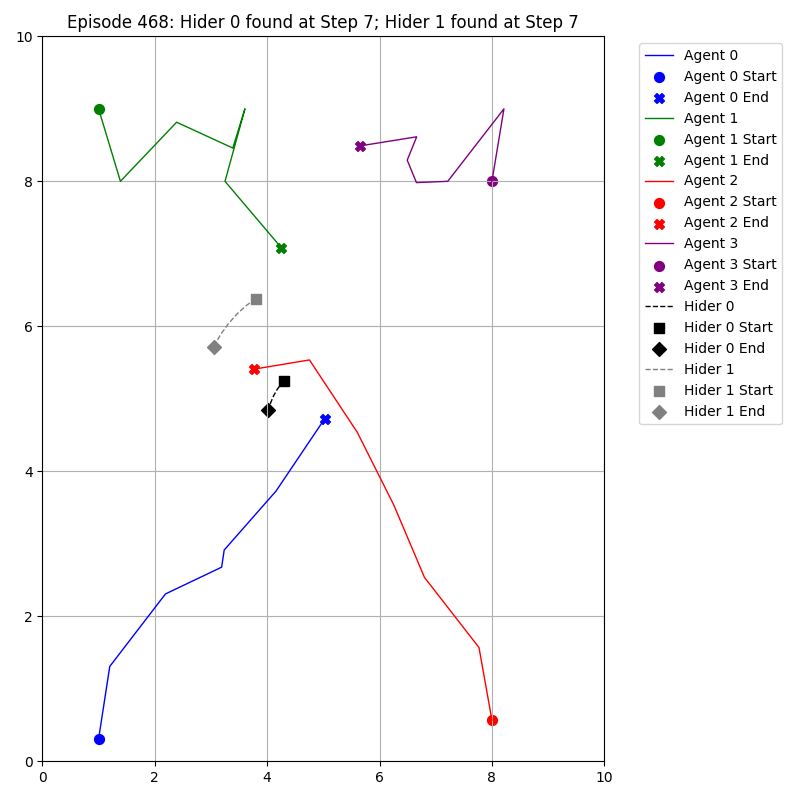 Episode 468: Hider 0 found at Step 7; Hider 1 found at Step 7
10
8
6
4
2
0
0 2 4 6 8 10
Agent 0
Agent 0 Start
Agent 0 End
Agent 1
Agent 1 Start
Agent 1 End
Agent 2
Agent 2 Start
Agent 2 End
Agent 3
Agent 3 Start
Agent 3 End
Hider 0
Hider 0 Start
Hider 0 End
Hider 1
Hider 1 Start
Hider 1 End